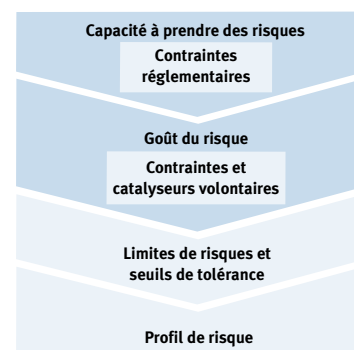 Capacité à prendre des risques
Contraintes
réglementaires
Goût du risque
Contraintes et
catalyseurs volontaires
Limites de risques et
seuils de tolérance
Profil de risque